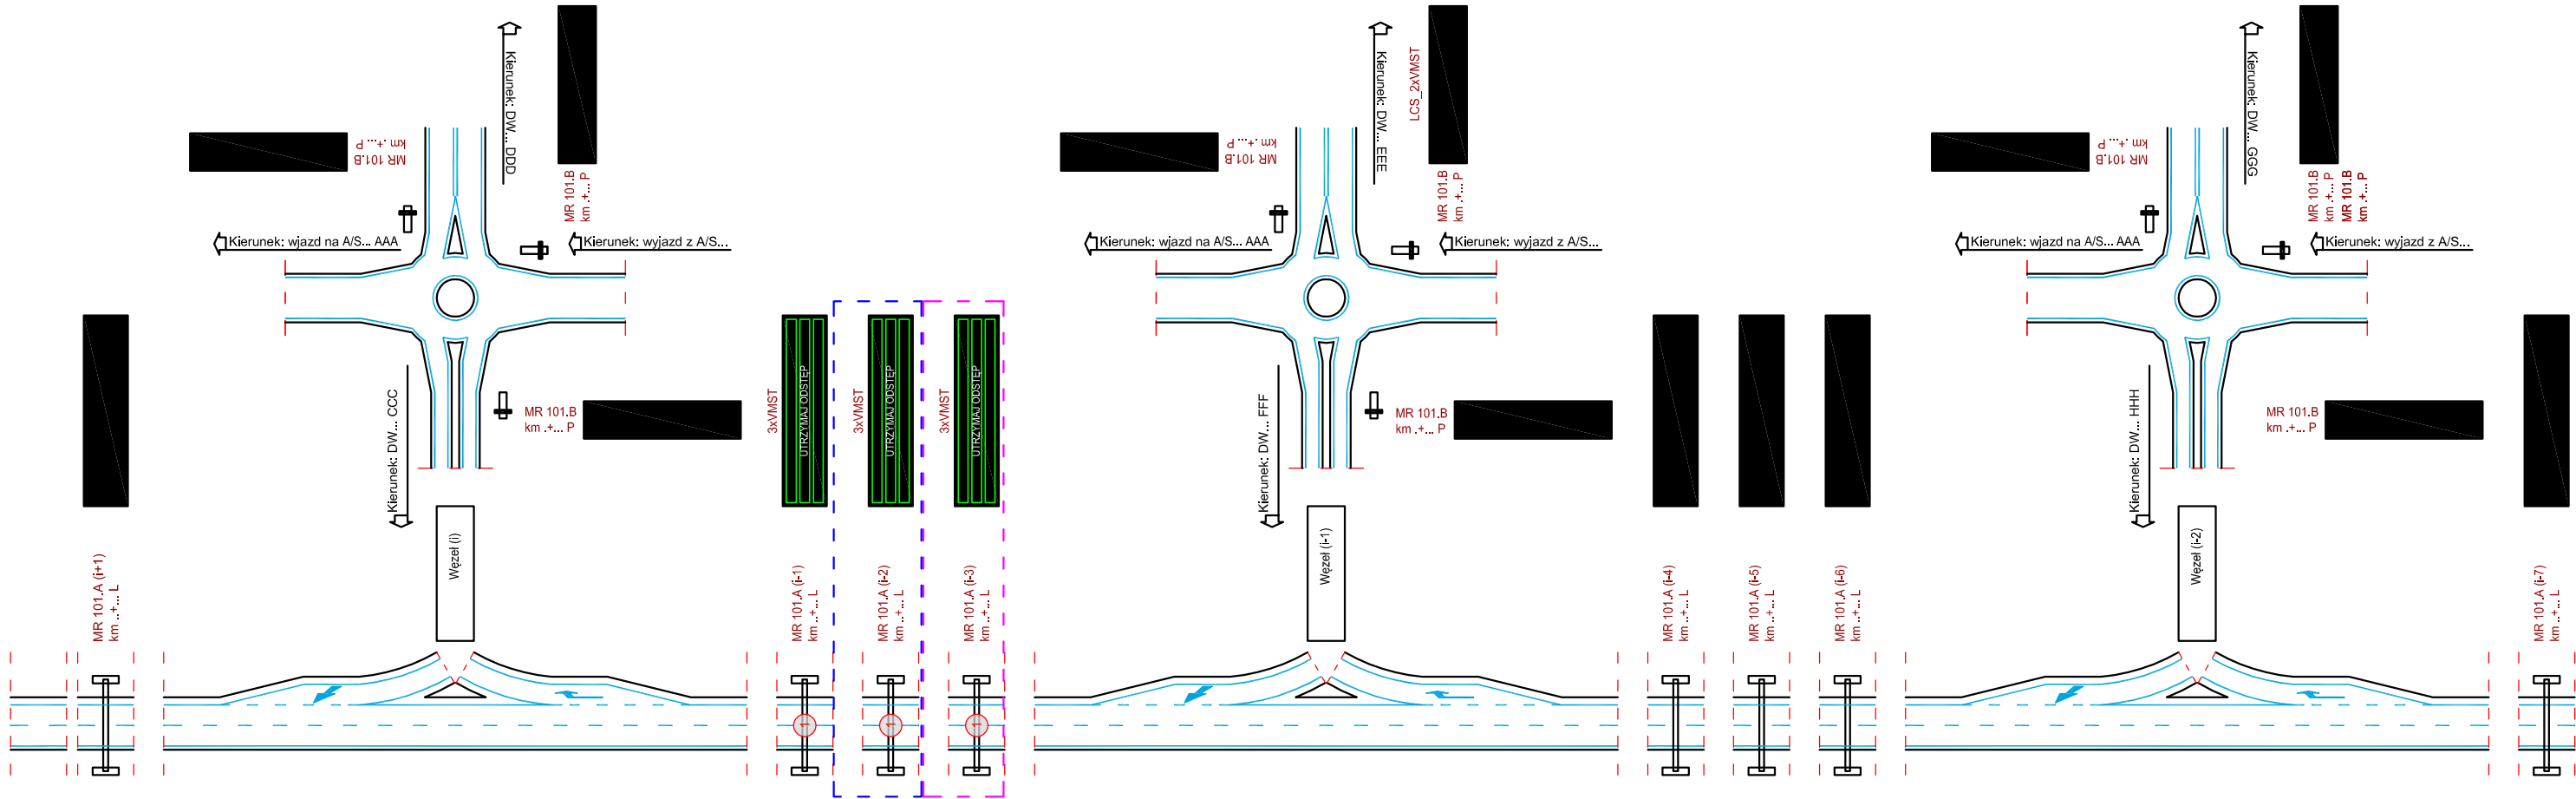 Kierunek: DW... DDD
MR 101.B
km .+... P
MR 101.B
km .+... P
Kierunek: wjazd na A/S... AAA
Kierunek: wyjazd z A/S...
Kierunek: DW... CCC
MR 101.B
km .+... P
Węzeł (i)
MR 101.A (i+1)
km ..+... L
3xVMST
UTRZYMAJ ODSTĘP
MR 101.A (i-1)
km ..+... L
1
3xVMST
UTRZYMAJ ODSTĘP
MR 101.A (i-2)
km ..+... L
1
3xVMST
UTRZYMAJ ODSTĘP
MR 101.A (i-3)
km ..+... L
1
Kierunek: DW... EEE
LCS_2xVMST
MR 101.B
km .+... P
MR 101.B
km .+... P
Kierunek: wjazd na A/S... AAA
Kierunek: wyjazd z A/S...
Kierunek: DW... FFF
MR 101.B
km .+... P
Węzeł (i-1)
MR 101.A (i-4)
km ..+... L
MR 101.A (i-5)
km ..+... L
MR 101.A (i-6)
km ..+... L
Kierunek: DW... GGG
MR 101.B
km .+... P
MR 101.B
km .+... P
MR 101.B
km .+... P
Kierunek: wjazd na A/S... AAA
Kierunek: wyjazd z A/S...
Kierunek: DW... HHH
MR 101.B
km .+... P
Węzeł (i-2)
MR 101.A (i-7)
km ..+... L